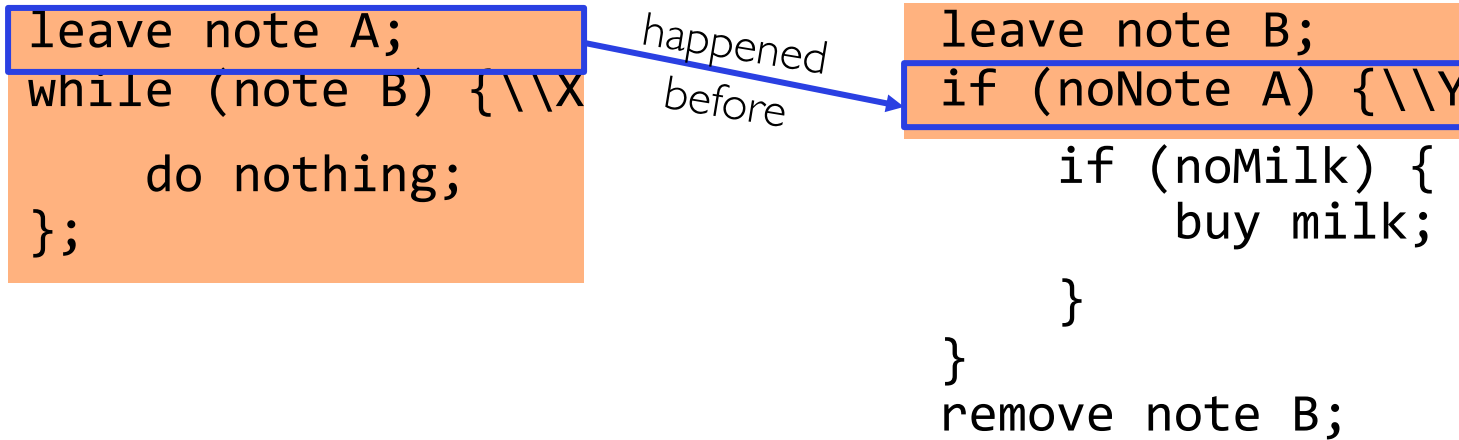 leave note A;
while (note B) {\\X
do nothing;
};
happened
before
leave note B;
if (noNote A) {\\Y
if (noMilk) {
buy milk;
}
}
remove note B;